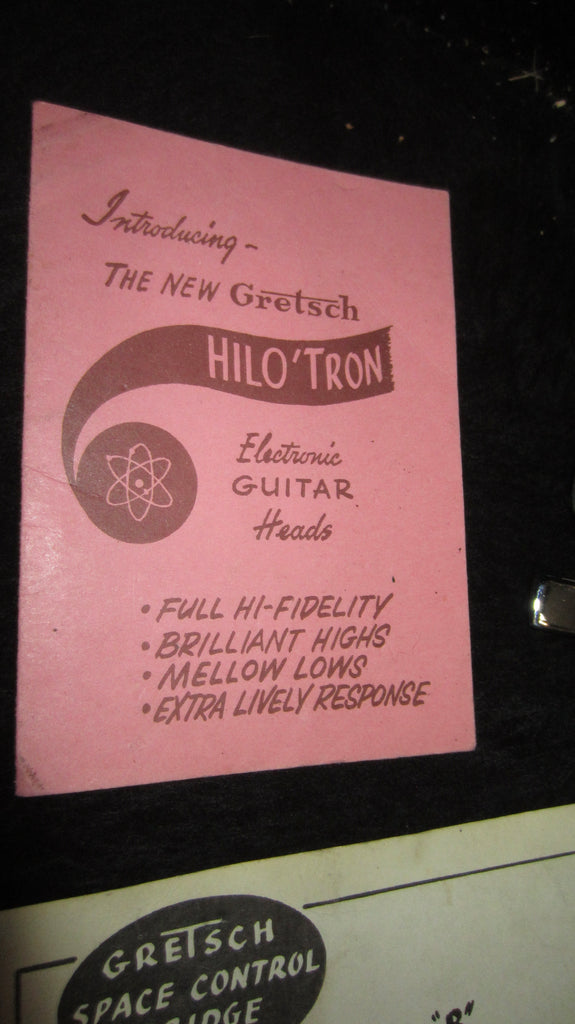 Introducing-
THE NEW Gretsch
HILO'TRON
Electronic
GUITAR
Heads
• FULL HI-FIDELITY
• BRILLIANT HIGHS
• MELLOW LOWS
• EXTRA LIVELY RESPONSE
GRETSCH
SPACE CONTROL
"B"